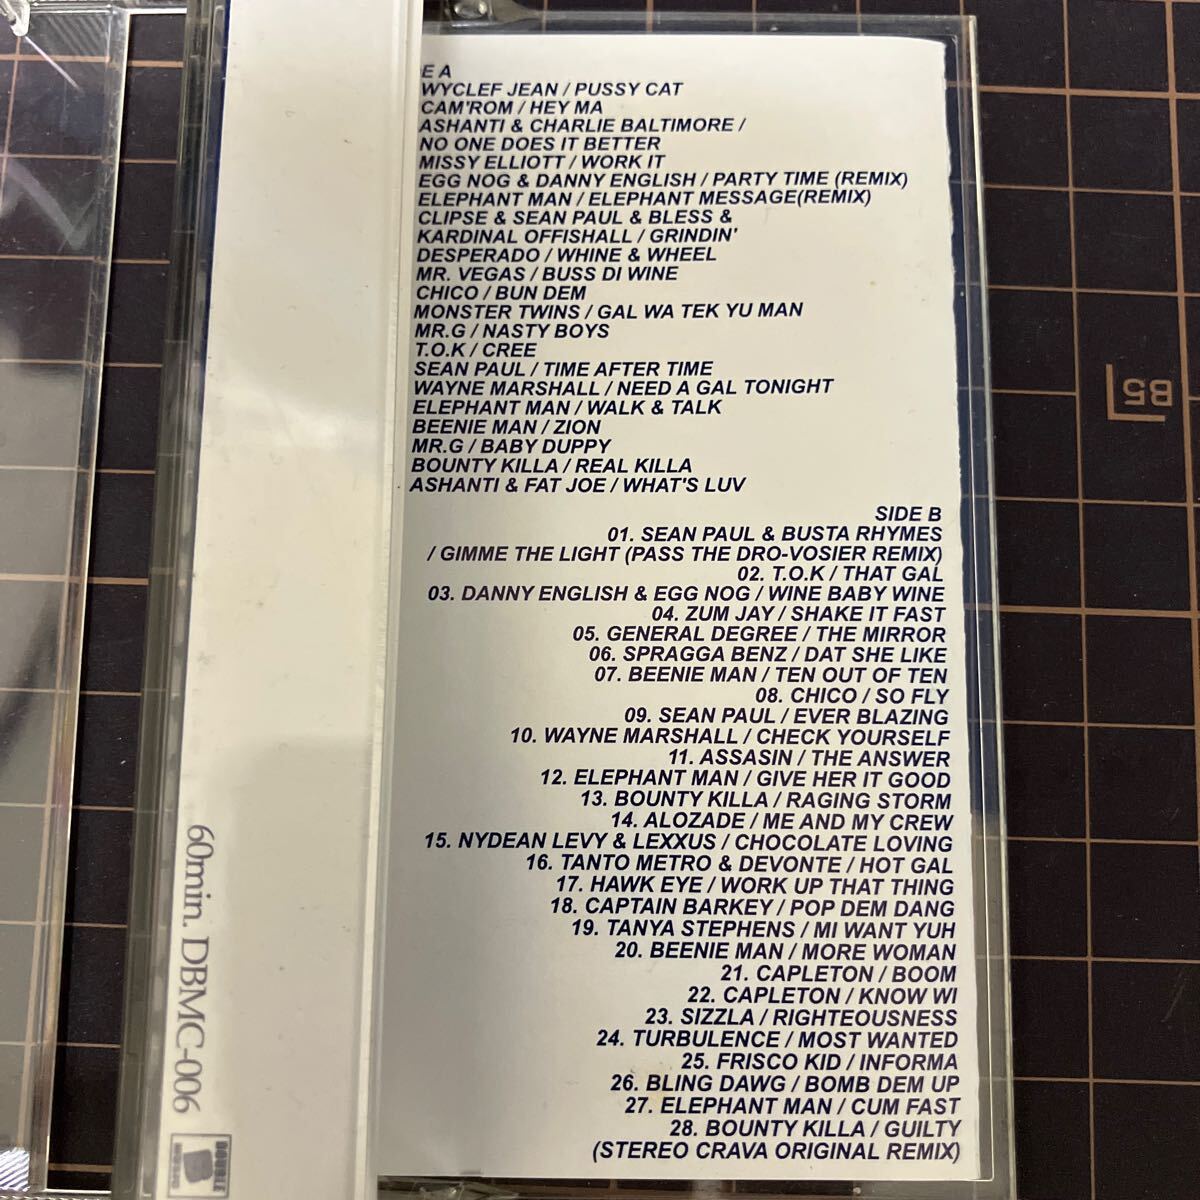 E A
WYCLEF JEAN / PUSSY CAT
CAM'ROM / HEY MA
ASHANTI & CHARLIE BALTIMORE /
NO ONE DOES IT BETTER
MISSY ELLIOTT / WORK IT
EGG NOG & DANNY ENGLISH / PARTY TIME (REMIX)
ELEPHANT MAN / ELEPHANT MESSAGE(REMIX)
CLIPSE & SEAN PAUL & BLESS &
KARDINAL OFFISHALL / GRINDIN'
DESPERADO / WHINE & WHEEL
MR. VEGAS / BUSS DI WINE
CHICO / BUN DEM
MONSTER TWINS / GAL WA TEK YU MAN
MR.G / NASTY BOYS
T.O.K / CREE
SEAN PAUL / TIME AFTER TIME
WAYNE MARSHALL / NEED A GAL TONIGHT
ELEPHANT MAN / WALK & TALK
BEENIE MAN / ZION
MR.G / BABY DUPPY
BOUNTY KILLA / REAL KILLA
ASHANTI & FAT JOE / WHAT'S LUV
SIDE B
01. SEAN PAUL & BUSTA RHYMES
/ GIMME THE LIGHT (PASS THE DRO-VOSIER REMIX)
02. T.O.K / THAT GAL
03. DANNY ENGLISH & EGG NOG / WINE BABY WINE
04. ZUM JAY / SHAKE IT FAST
05. GENERAL DEGREE / THE MIRROR
06. SPRAGGA BENZ / DAT SHE LIKE
07. BEENIE MAN / TEN OUT OF TEN
08. CHICO / SO FLY
09. SEAN PAUL / EVER BLAZING
10. WAYNE MARSHALL / CHECK YOURSELF
11. ASSASIN / THE ANSWER
12. ELEPHANT MAN / GIVE HER IT GOOD
13. BOUNTY KILLA / RAGING STORM
14. ALOZADE / ME AND MY CREW
15. NYDEAN LEVY & LEXXUS / CHOCOLATE LOVING
16. TANTO METRO & DEVONTE / HOT GAL
17. HAWK EYE / WORK UP THAT THING
18. CAPTAIN BARKEY / POP DEM DANG
19. TANYA STEPHENS / MI WANT YUH
20. BEENIE MAN / MORE WOMAN
21. CAPLETON / BOOM
22. CAPLETON / KNOW WI
23. SIZZLA / RIGHTEOUSNESS
24. TURBULENCE / MOST WANTED
25. FRISCO KID / INFORMA
26. BLING DAWG / BOMB DEM UP
27. ELEPHANT MAN / CUM FAST
28. BOUNTY KILLA / GUILTY
(STEREO CRAVA ORIGINAL REMIX)
60min. DBMC-006
DOUBLE
B
B5